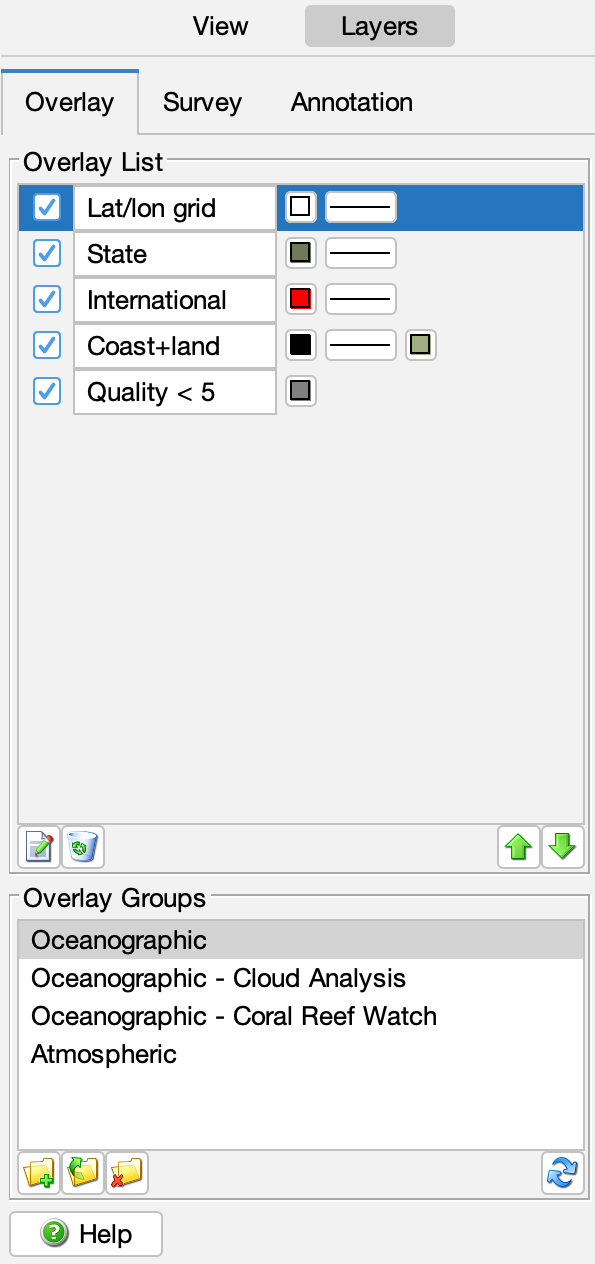 View Layers
Overlay Survey Annotation
Overlay List
Lat/lon grid
State
International
Coast+land
Quality < 5
Overlay Groups
Oceanographic
Oceanographic - Cloud Analysis
Oceanographic - Coral Reef Watch
Atmospheric
Help